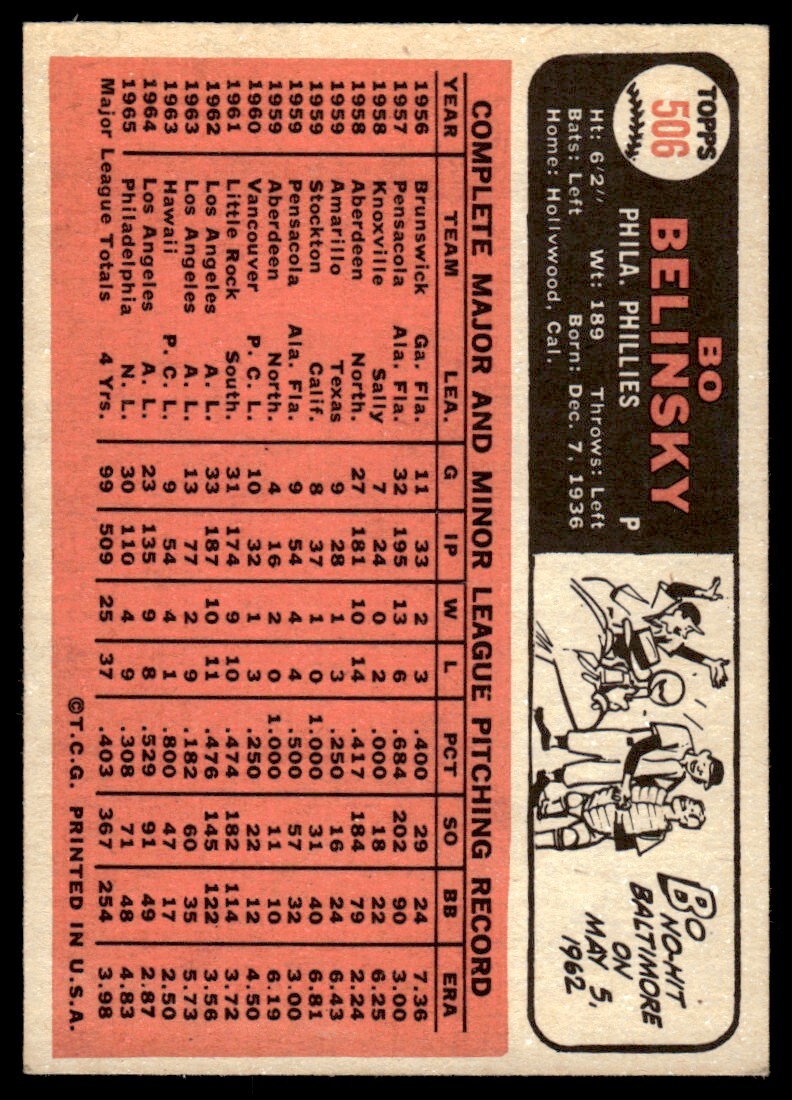 TOPPS
506
BO
BELINSKY
PHILA. PHILLIES P
Ht: 6'2" Wt: 189 Throws: Left
Bats: Left Born: Dec. 7, 1936
Home: Hollywood, Cal.
BO
NO-HIT
BALTIMORE
ON
MAY 5,
1962
COMPLETE MAJOR AND MINOR LEAGUE PITCHING RECORD
YEAR TEAM LEA. G IP W L PCT SO BB ERA
1956 Brunswick Ga. Fla. 11 33 2 3 .400 29 24 7.36
1957 Pensacola Ala. Fla. 32 195 13 6 .684 202 90 3.00
1958 Knoxville Sally 7 24 0 2 .000 18 22 6.25
1958 Aberdeen North. 27 181 10 14 .417 184 79 2.24
1959 Amarillo Texas 9 28 1 3 .250 16 24 6.43
1959 Stockton Calif. 8 37 1 0 1.000 31 40 6.81
1959 Pensacola Ala. Fla. 9 54 4 4 .500 57 32 3.00
1959 Aberdeen North. 4 16 2 0 1.000 11 10 6.19
1960 Vancouver P. C. L. 10 32 1 3 .250 22 12 4.50
1961 Little Rock South. 31 174 9 10 .474 182 114 3.72
1962 Los Angeles A. L. 33 187 10 11 .476 145 122 3.56
1963 Los Angeles A. L. 13 77 2 9 .182 60 35 5.73
1963 Hawaii P. C. L. 9 54 4 1 .800 47 17 2.50
1964 Los Angeles A. L. 23 135 9 8 .529 91 49 2.87
1965 Philadelphia N. L. 30 110 4 9 .308 71 48 4.83
Major League Totals 4 Yrs. 99 509 25 37 .403 367 254 3.98
©T.C.G. PRINTED IN U.S.A.